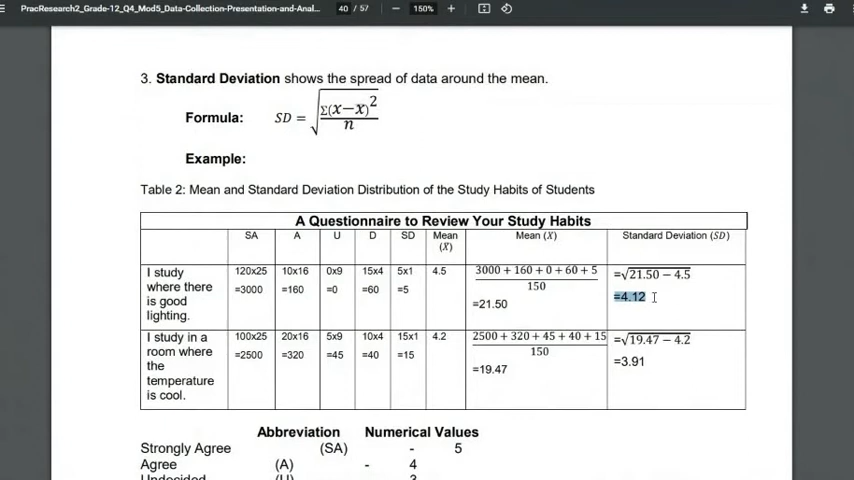 PracResearch2_Grade-12_Q4_Mod5_Data-Collection-Presentation-and-Anal... 40 / 57 − 150% +
3. Standard Deviation shows the spread of data around the mean.
Formula: SD = √(Σ(x−x̄)²/n)
Example:
Table 2: Mean and Standard Deviation Distribution of the Study Habits of Students
A Questionnaire to Review Your Study Habits
SA A U D SD Mean (X̄) Mean (X) Standard Deviation (SD)
I study where there is good lighting. 120x25 =3000 10x16 =160 0x9 =0 15x4 =60 5x1 =5 4.5 3000 + 160 + 0 + 60 + 5 / 150 =21.50 =√21.50 − 4.5 =4.12
I study in a room where the temperature is cool. 100x25 =2500 20x16 =320 5x9 =45 10x4 =40 15x1 =15 4.2 2500 + 320 + 45 + 40 + 15 / 150 =19.47 =√19.47 − 4.2 =3.91
Abbreviation Numerical Values
Strongly Agree (SA) - 5
Agree (A) - 4
Undecided (U) 3